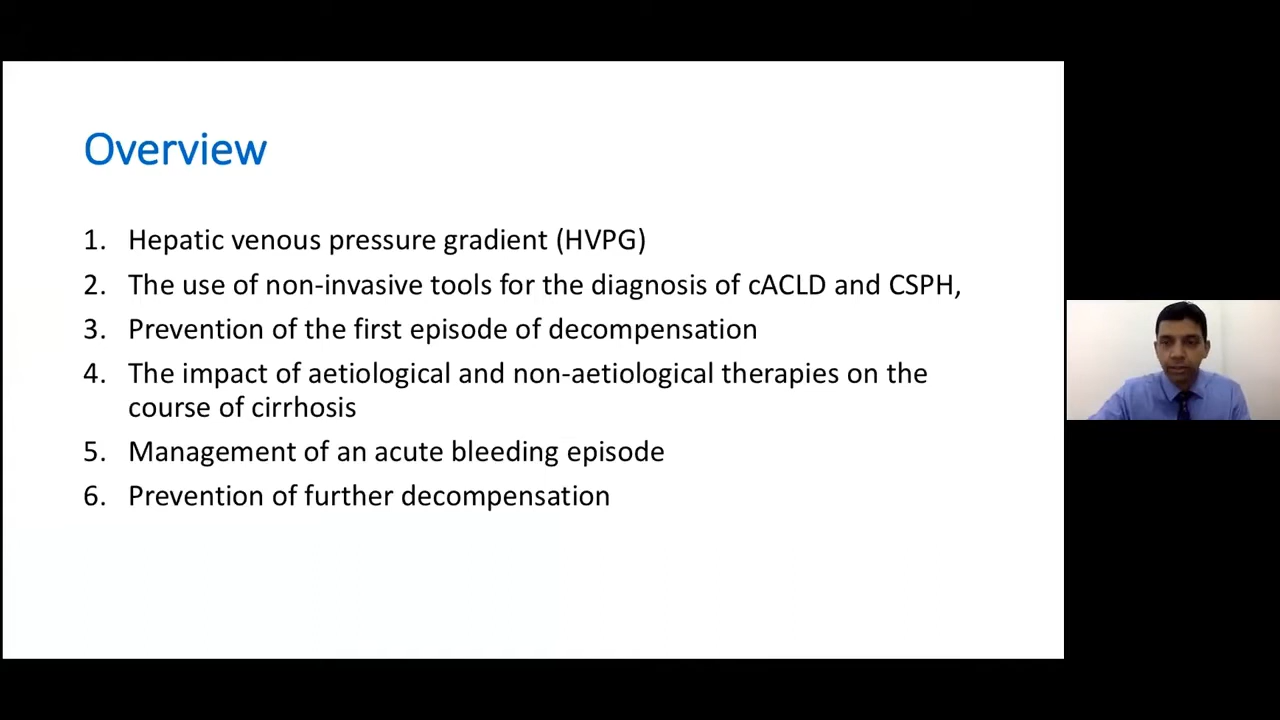 Overview
1. Hepatic venous pressure gradient (HVPG)
2. The use of non-invasive tools for the diagnosis of cACLD and CSPH,
3. Prevention of the first episode of decompensation
4. The impact of aetiological and non-aetiological therapies on the
course of cirrhosis
5. Management of an acute bleeding episode
6. Prevention of further decompensation